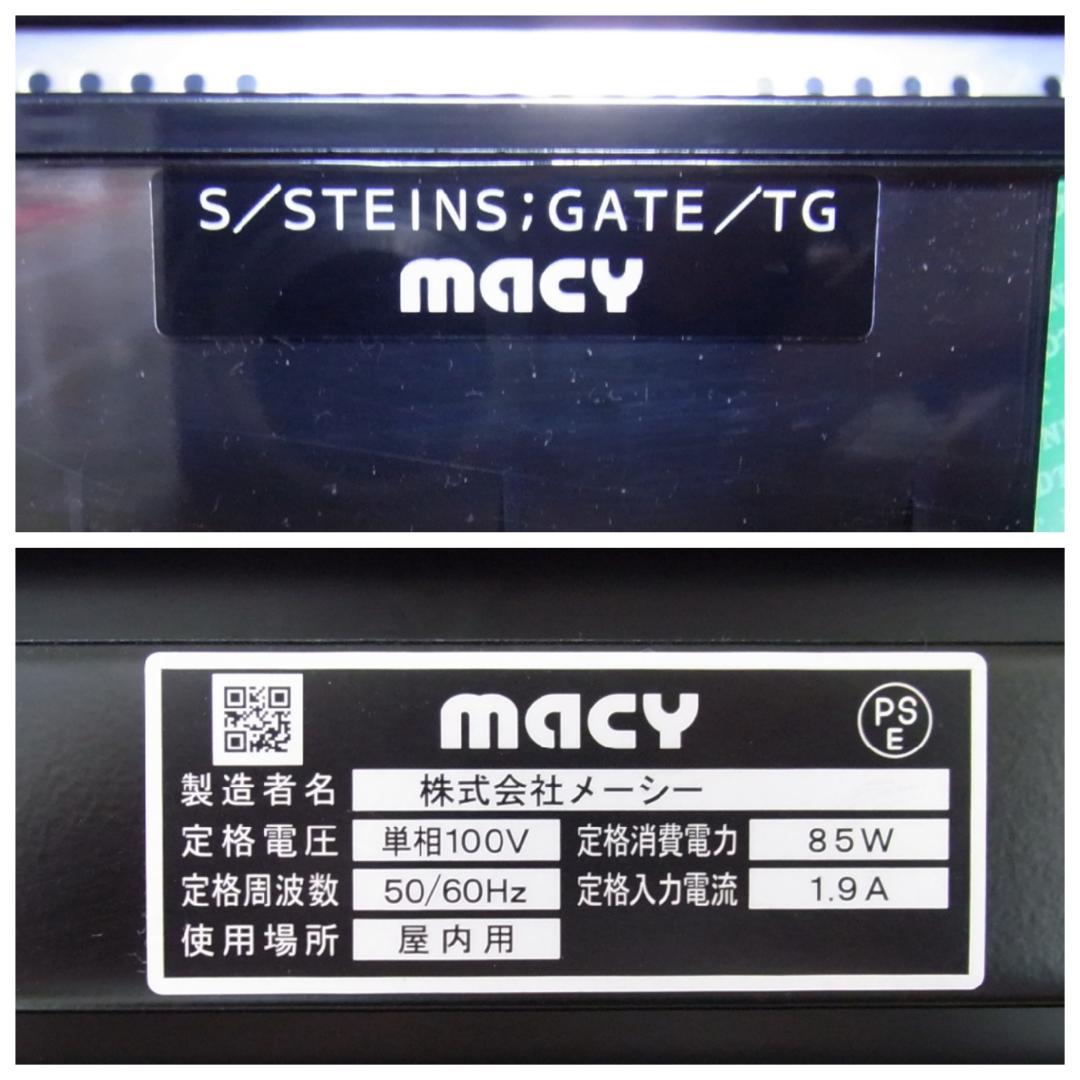 S/STEINS;GATE/TG
macy
macy
PS
E
製造者名 株式会社メーシー
定格電圧 単相100V 定格消費電力 85W
定格周波数 50/60Hz 定格入力電流 1.9A
使用場所 屋内用